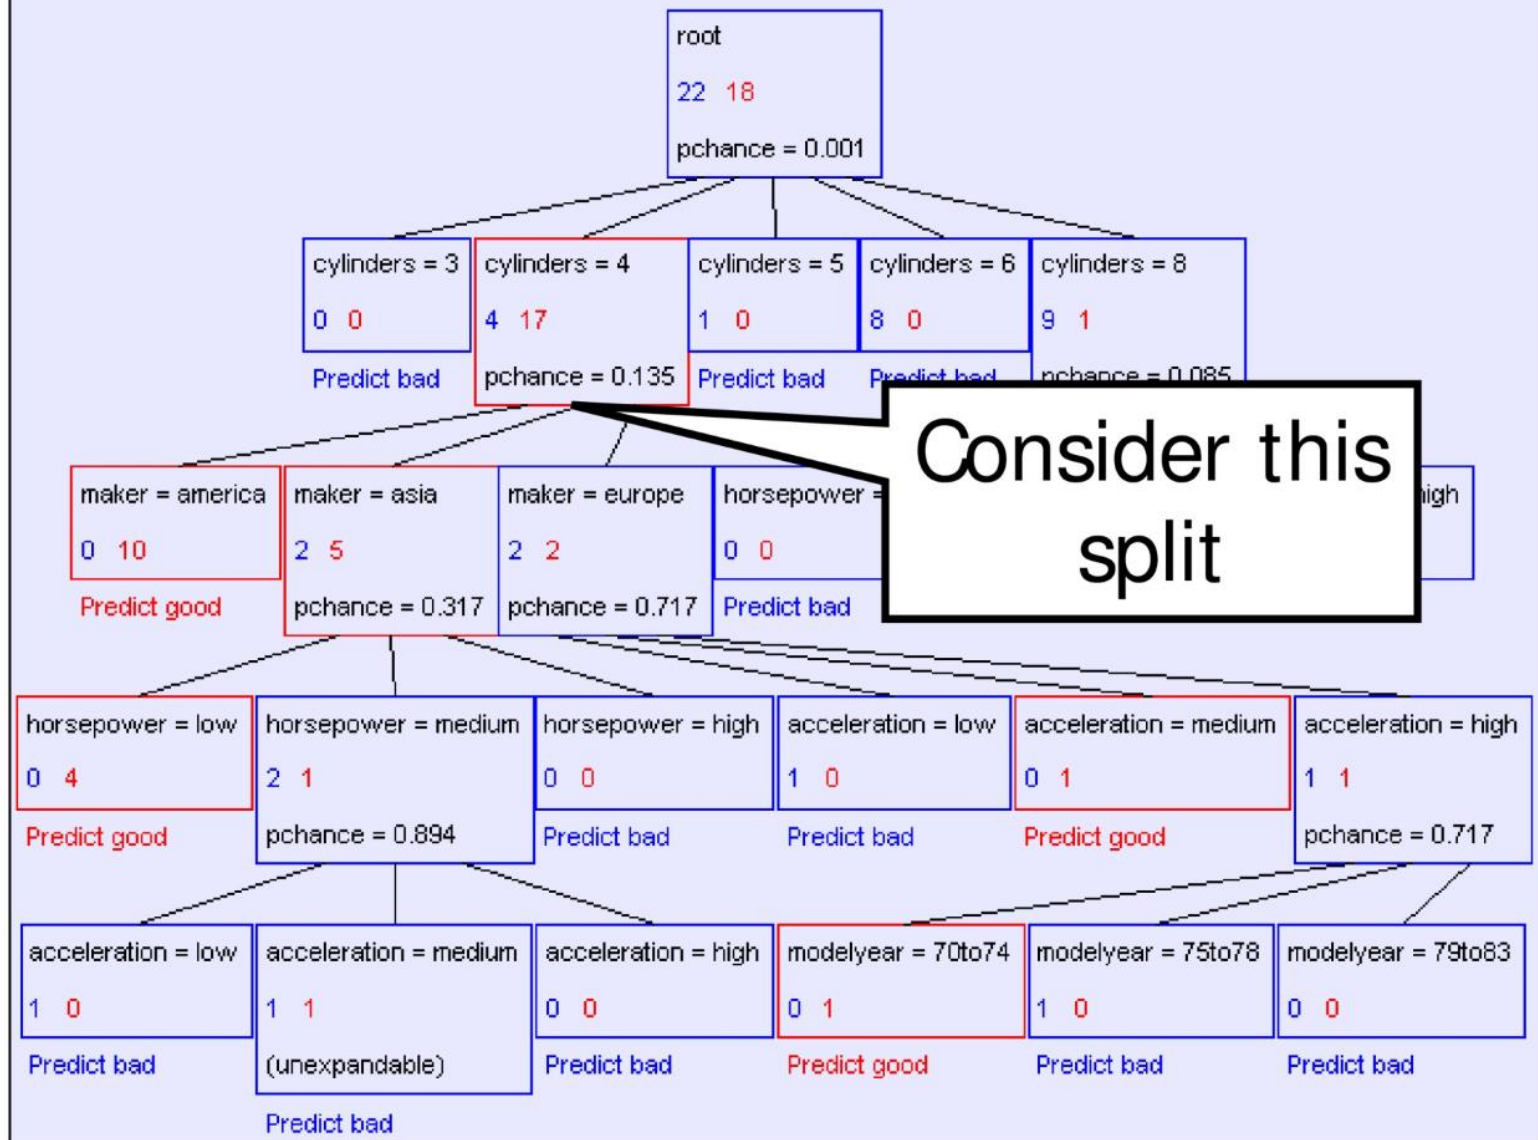 root
22 18
pchance = 0.001
cylinders = 3
0 0
Predict bad
cylinders = 4
4 17
pchance = 0.135
cylinders = 5
1 0
Predict bad
cylinders = 6
8 0
Predict bad
cylinders = 8
9 1
pchance = 0.085
Consider this
split
maker = america
0 10
Predict good
maker = asia
2 5
pchance = 0.317
maker = europe
2 2
pchance = 0.717
horsepower =
0 0
Predict bad
high
horsepower = low
0 4
Predict good
horsepower = medium
2 1
pchance = 0.894
horsepower = high
0 0
Predict bad
acceleration = low
1 0
Predict bad
acceleration = medium
0 1
Predict good
acceleration = high
1 1
pchance = 0.717
acceleration = low
1 0
Predict bad
acceleration = medium
1 1
(unexpandable)
Predict bad
acceleration = high
0 0
Predict bad
modelyear = 70to74
0 1
Predict good
modelyear = 75to78
1 0
Predict bad
modelyear = 79to83
0 0
Predict bad